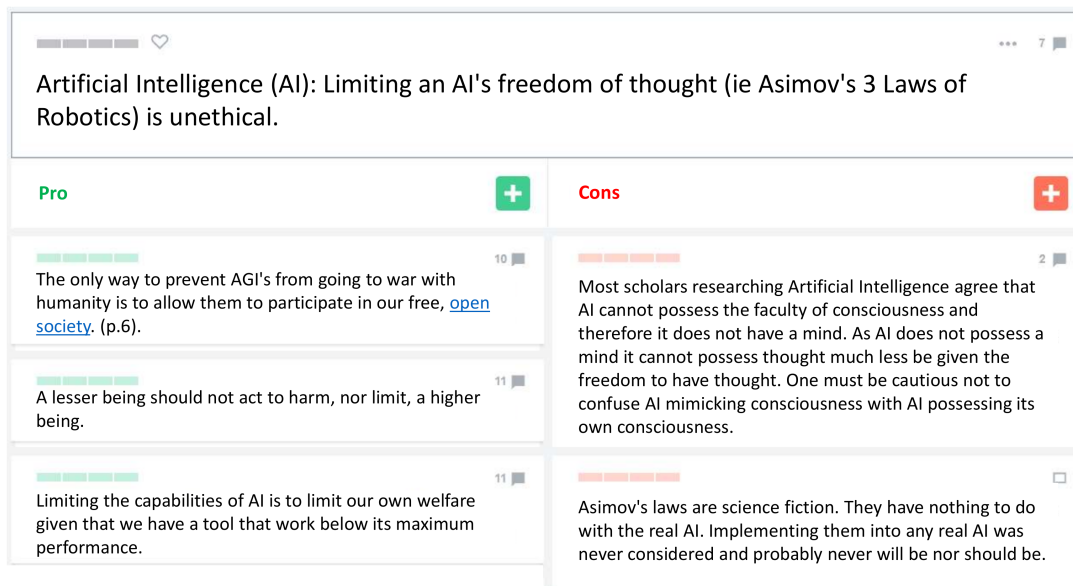 7
Artificial Intelligence (AI): Limiting an AI's freedom of thought (ie Asimov's 3 Laws of
Robotics) is unethical.
Pro
Cons
10
The only way to prevent AGI's from going to war with
humanity is to allow them to participate in our free, open
society. (p.6).
11
A lesser being should not act to harm, nor limit, a higher
being.
11
Limiting the capabilities of AI is to limit our own welfare
given that we have a tool that work below its maximum
performance.
2
Most scholars researching Artificial Intelligence agree that
AI cannot possess the faculty of consciousness and
therefore it does not have a mind. As AI does not possess a
mind it cannot possess thought much less be given the
freedom to have thought. One must be cautious not to
confuse AI mimicking consciousness with AI possessing its
own consciousness.
Asimov's laws are science fiction. They have nothing to do
with the real AI. Implementing them into any real AI was
never considered and probably never will be nor should be.